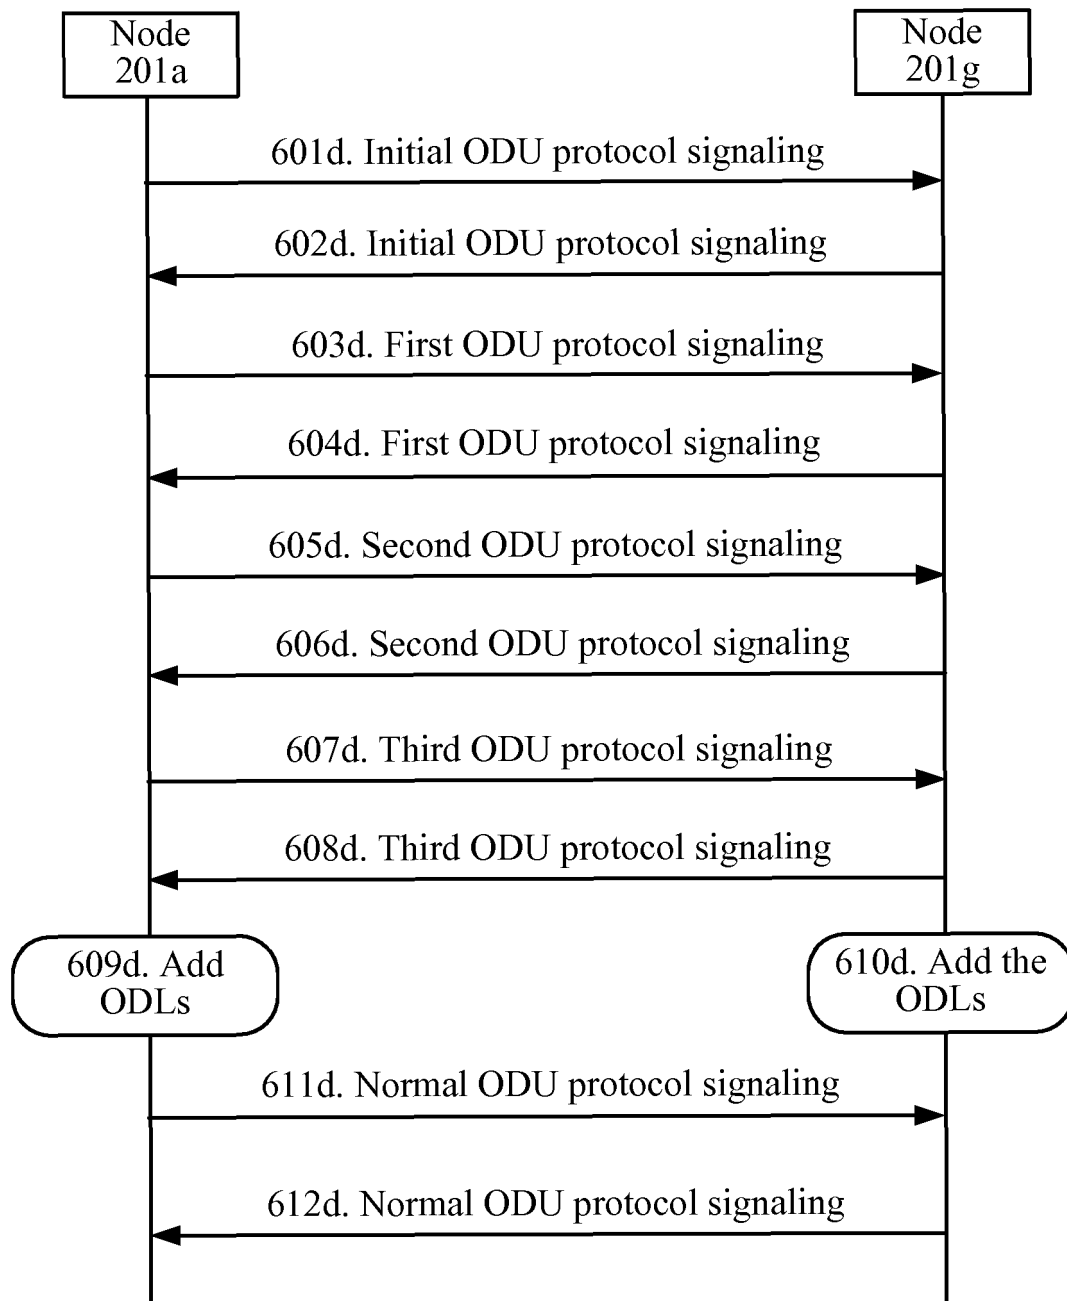 Node
201a
Node
201g
601d. Initial ODU protocol signaling
602d. Initial ODU protocol signaling
603d. First ODU protocol signaling
604d. First ODU protocol signaling
605d. Second ODU protocol signaling
606d. Second ODU protocol signaling
607d. Third ODU protocol signaling
608d. Third ODU protocol signaling
609d. Add
ODLs
610d. Add the
ODLs
611d. Normal ODU protocol signaling
612d. Normal ODU protocol signaling